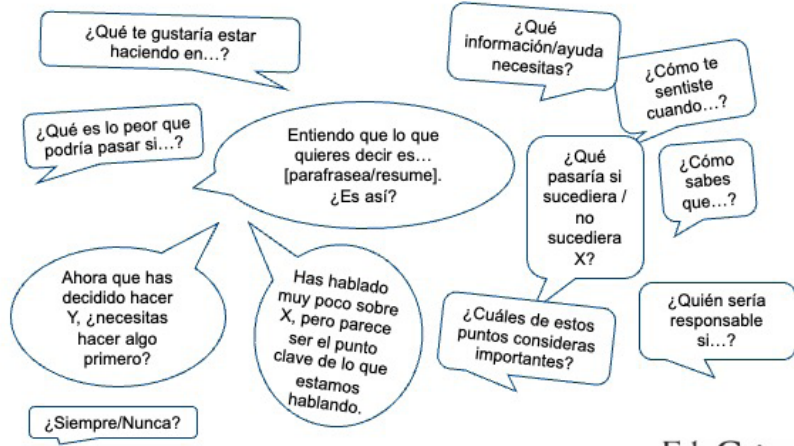 ¿Qué te gustaría estar
haciendo en…?
¿Qué
información/ayuda
necesitas?
¿Cómo te
sentiste
cuando…?
¿Qué es lo peor que
podría pasar si…?
Entiendo que lo que
quieres decir es…
[parafrasea/resume].
¿Es así?
¿Qué
pasaría si
sucediera /
no
sucediera
X?
¿Cómo
sabes
que…?
Ahora que has
decidido hacer
Y, ¿necesitas
hacer algo
primero?
Has hablado
muy poco sobre
X, pero parece
ser el punto
clave de lo que
estamos
hablando.
¿Cuáles de estos
puntos consideras
importantes?
¿Quién sería
responsable
si…?
¿Siempre/Nunca?